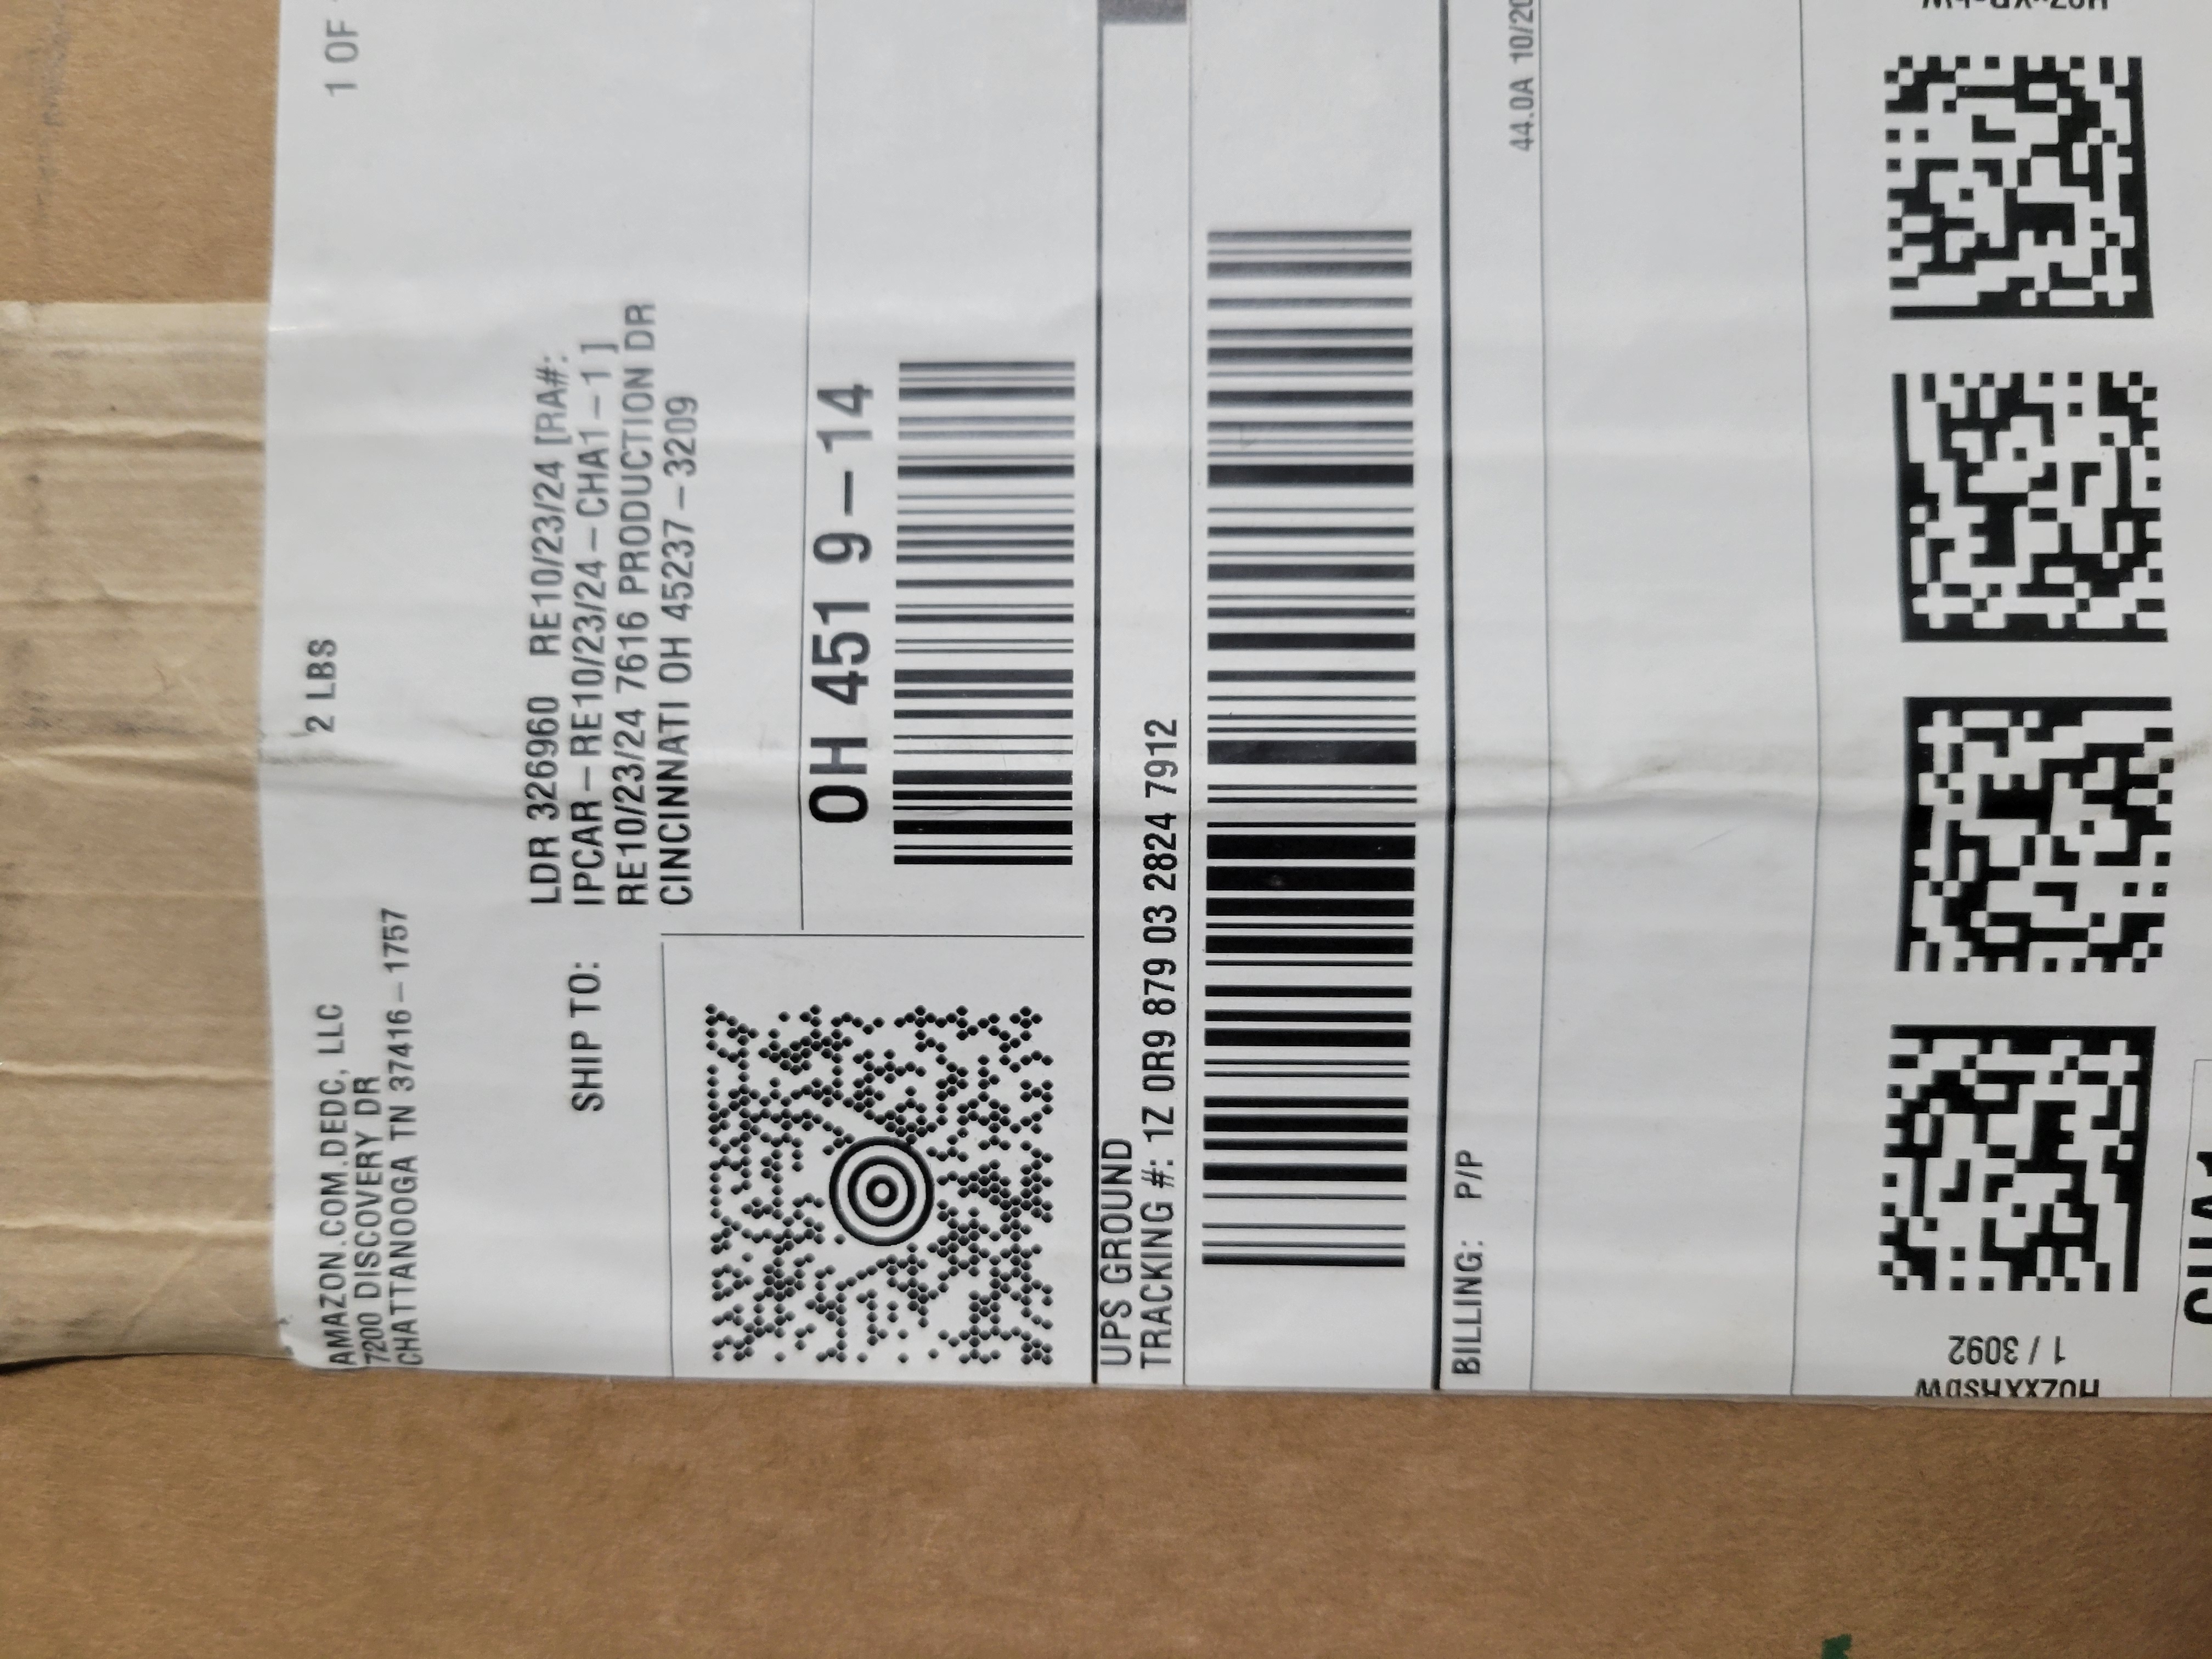 AMAZON.COM.DEDC, LLC
7200 DISCOVERY DR
CHATTANOOGA TN 37416-1757
2 LBS
1 OF
SHIP TO:
LDR 326960 RE10/23/24 [RA#:
IPCAR-RE10/23/24-CHA1-1 ]
RE10/23/24 7616 PRODUCTION DR
CINCINNATI OH 45237-3209
OH 451 9-14
UPS GROUND
TRACKING #: 1Z 0R9 879 03 2824 7912
BILLING: P/P
44.0A 10/20
1 / 3092